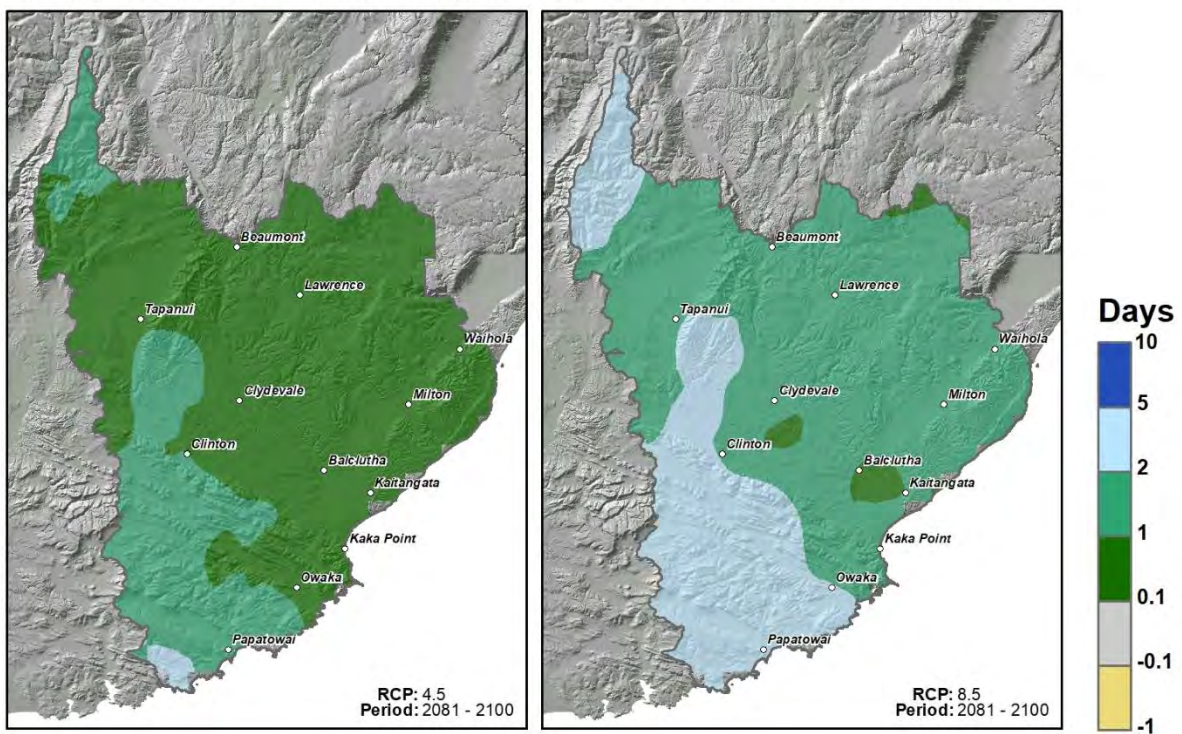 Beaumont
Lawrence
Tapanui
Waihola
Clydevale
Milton
Clinton
Balclutha
Kaitangata
Kaka Point
Owaka
Papatowai
RCP: 4.5
Period: 2081 - 2100
Beaumont
Lawrence
Tapanui
Waihola
Clydevale
Milton
Clinton
Balclutha
Kaitangata
Kaka Point
Owaka
Papatowai
RCP: 8.5
Period: 2081 - 2100
Days
10
5
2
1
0.1
-0.1
-1